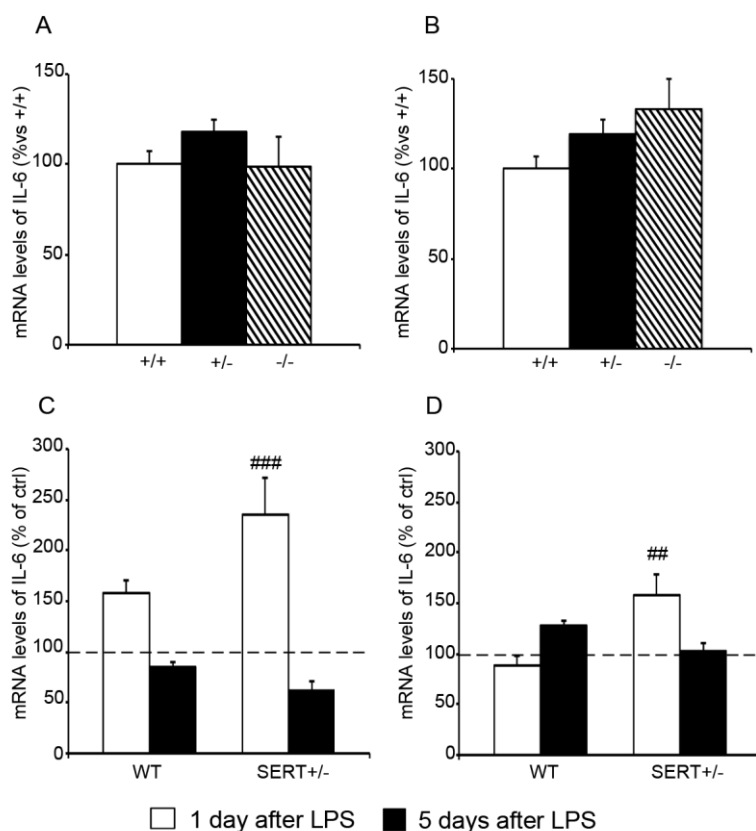 A
mRNA levels of IL-6 (%vs +/+)
150
100
50
0
+/+ +/- -/-
B
mRNA levels of IL-6 (%vs +/+)
150
100
50
0
+/+ +/- -/-
C
mRNA levels of IL-6 (% of ctrl)
300
250
200
150
100
50
0
###
WT SERT+/-
D
mRNA levels of IL-6 (% of ctrl)
300
250
200
150
100
50
0
##
WT SERT+/-
1 day after LPS 5 days after LPS